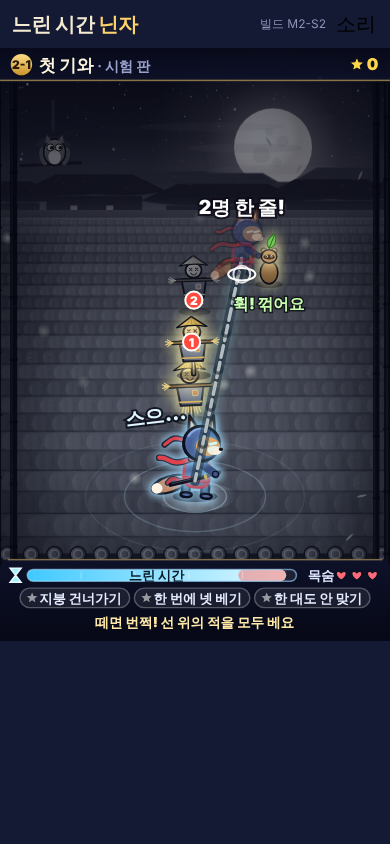 느린 시간 닌자
빌드 M2-S2 소리
2-1 첫 기와 · 시험 판 ★ 0
2명 한 줄!
2
휙! 꺾어요
1
스으...
느린 시간 목숨
★ 지붕 건너가기 ★ 한 번에 넷 베기 ★ 한 대도 안 맞기
떼면 번쩍! 선 위의 적을 모두 베요